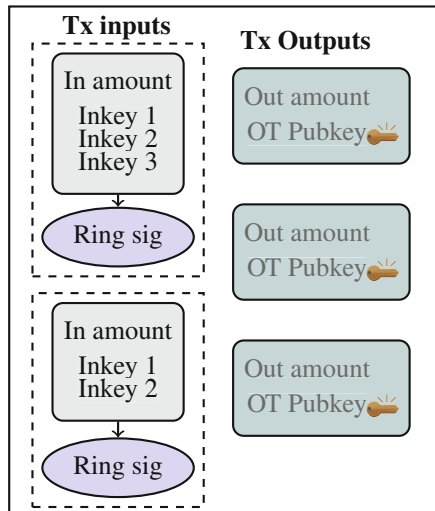 Tx inputs
In amount
Inkey 1
Inkey 2
Inkey 3
Ring sig
In amount
Inkey 1
Inkey 2
Ring sig
Tx Outputs
Out amount
OT Pubkey
Out amount
OT Pubkey
Out amount
OT Pubkey